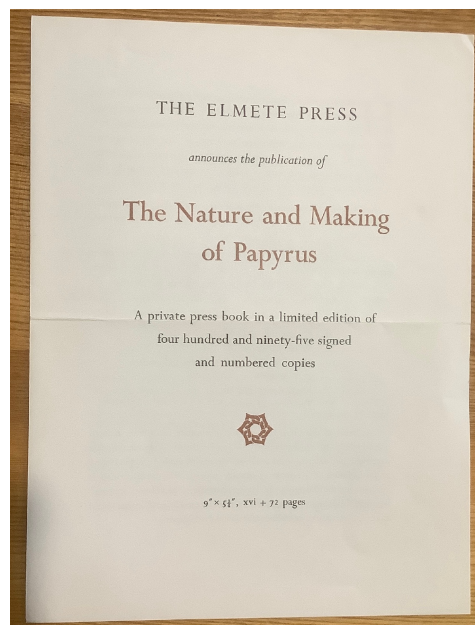 THE ELMETE PRESS
announces the publication of
The Nature and Making
of Papyrus
A private press book in a limited edition of
four hundred and ninety-five signed
and numbered copies
9″ × 5¼″, xvi + 72 pages